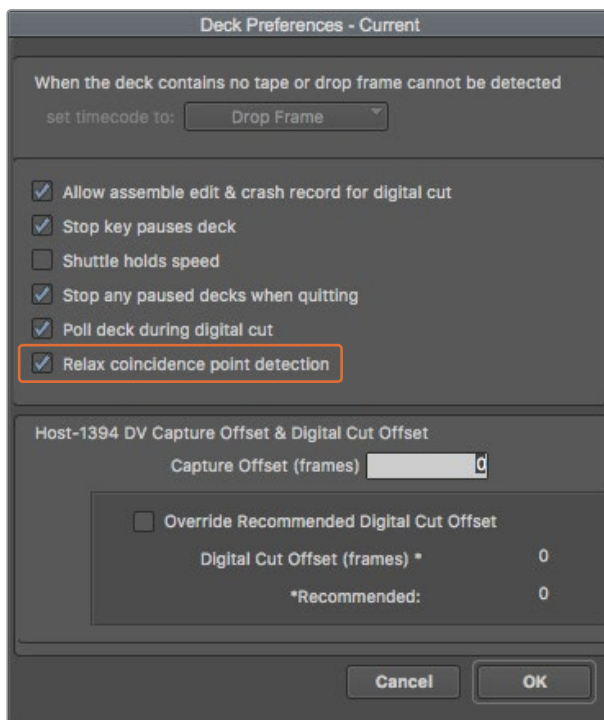 Deck Preferences - Current
When the deck contains no tape or drop frame cannot be detected
set timecode to: Drop Frame
Allow assemble edit & crash record for digital cut
Stop key pauses deck
Shuttle holds speed
Stop any paused decks when quitting
Poll deck during digital cut
Relax coincidence point detection
Host-1394 DV Capture Offset & Digital Cut Offset
Capture Offset (frames) 0
Override Recommended Digital Cut Offset
Digital Cut Offset (frames) * 0
*Recommended: 0
Cancel OK